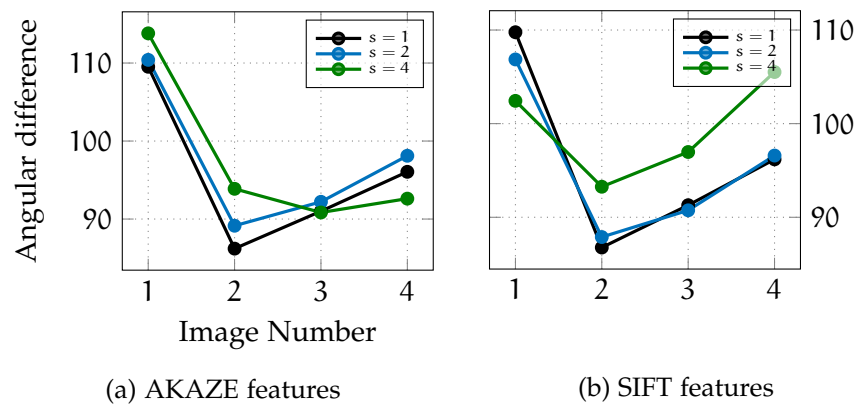 Angular difference
110
100
90
1 2 3 4
Image Number
s = 1
s = 2
s = 4
(a) AKAZE features
s = 1
s = 2
s = 4
110
100
90
1 2 3 4
(b) SIFT features